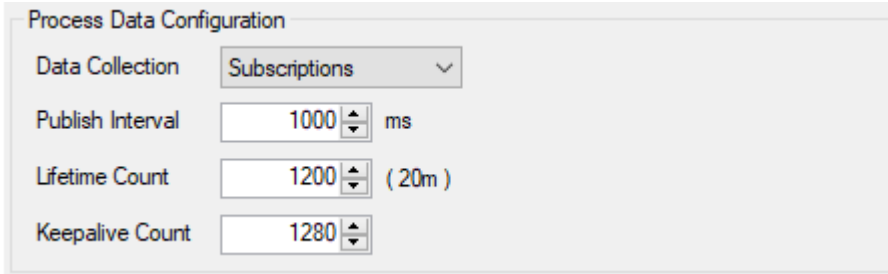 Process Data Configuration
Data Collection Subscriptions
Publish Interval 1000 ms
Lifetime Count 1200 ( 20m )
Keepalive Count 1280